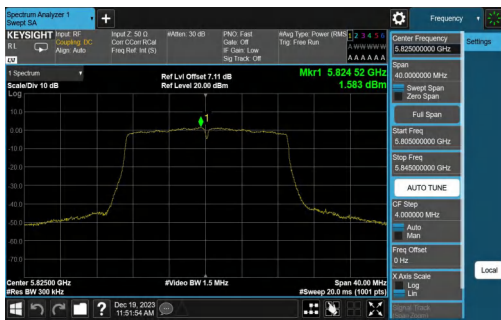 Spectrum Analyzer 1
Swept SA
+
Frequency
KEYSIGHT
RL
Input: RF
Coupling: DC
Align: Auto
Input Z: 50 Ω
Corr CCorr RCal
Freq Ref: Int (S)
#Atten: 30 dB
PNO: Fast
Gate: Off
IF Gain: Low
Sig Track: Off
#Avg Type: Power (RMS)
Trig: Free Run
1 2 3 4 5 6
A W W W W W
A A A A A A
1 Spectrum
Scale/Div 10 dB
Log
Ref Lvl Offset 7.11 dB
Ref Level 20.00 dBm
Mkr1 5.824 52 GHz
1.583 dBm
1
10.0
0.00
-10.0
-20.0
-30.0
-40.0
-50.0
-60.0
-70.0
Center 5.82500 GHz
#Res BW 300 kHz
#Video BW 1.5 MHz
Span 40.00 MHz
#Sweep 20.0 ms (1001 pts)
Center Frequency
5.825000000 GHz
Span
40.0000000 MHz
Swept Span
Zero Span
Full Span
Start Freq
5.805000000 GHz
Stop Freq
5.845000000 GHz
AUTO TUNE
CF Step
4.000000 MHz
Auto
Man
Freq Offset
0 Hz
X Axis Scale
Log
Lin
Signal Track
Settings
Local
?
Dec 19, 2023
11:51:54 AM